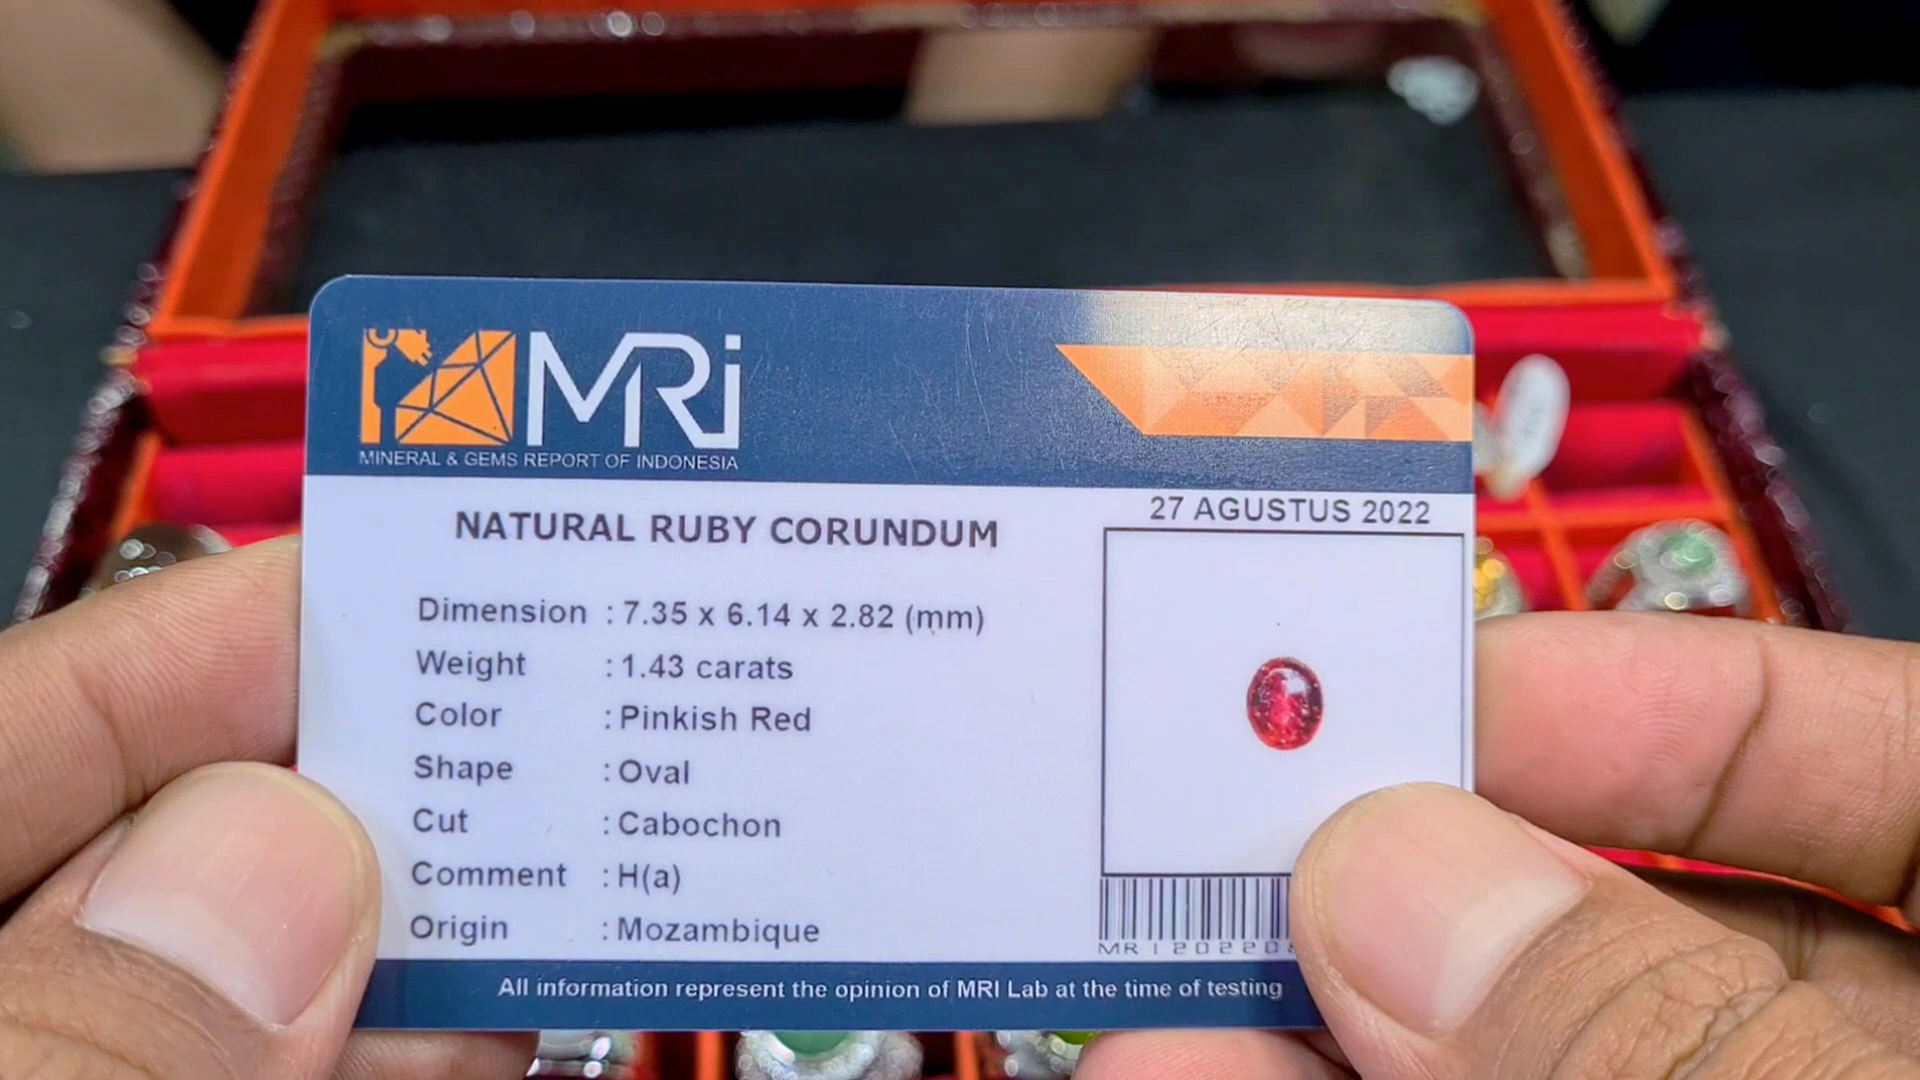 MRi
MINERAL & GEMS REPORT OF INDONESIA
27 AGUSTUS 2022
NATURAL RUBY CORUNDUM
Dimension : 7.35 x 6.14 x 2.82 (mm)
Weight : 1.43 carats
Color : Pinkish Red
Shape : Oval
Cut : Cabochon
Comment : H(a)
Origin : Mozambique
All information represent the opinion of MRI Lab at the time of testing